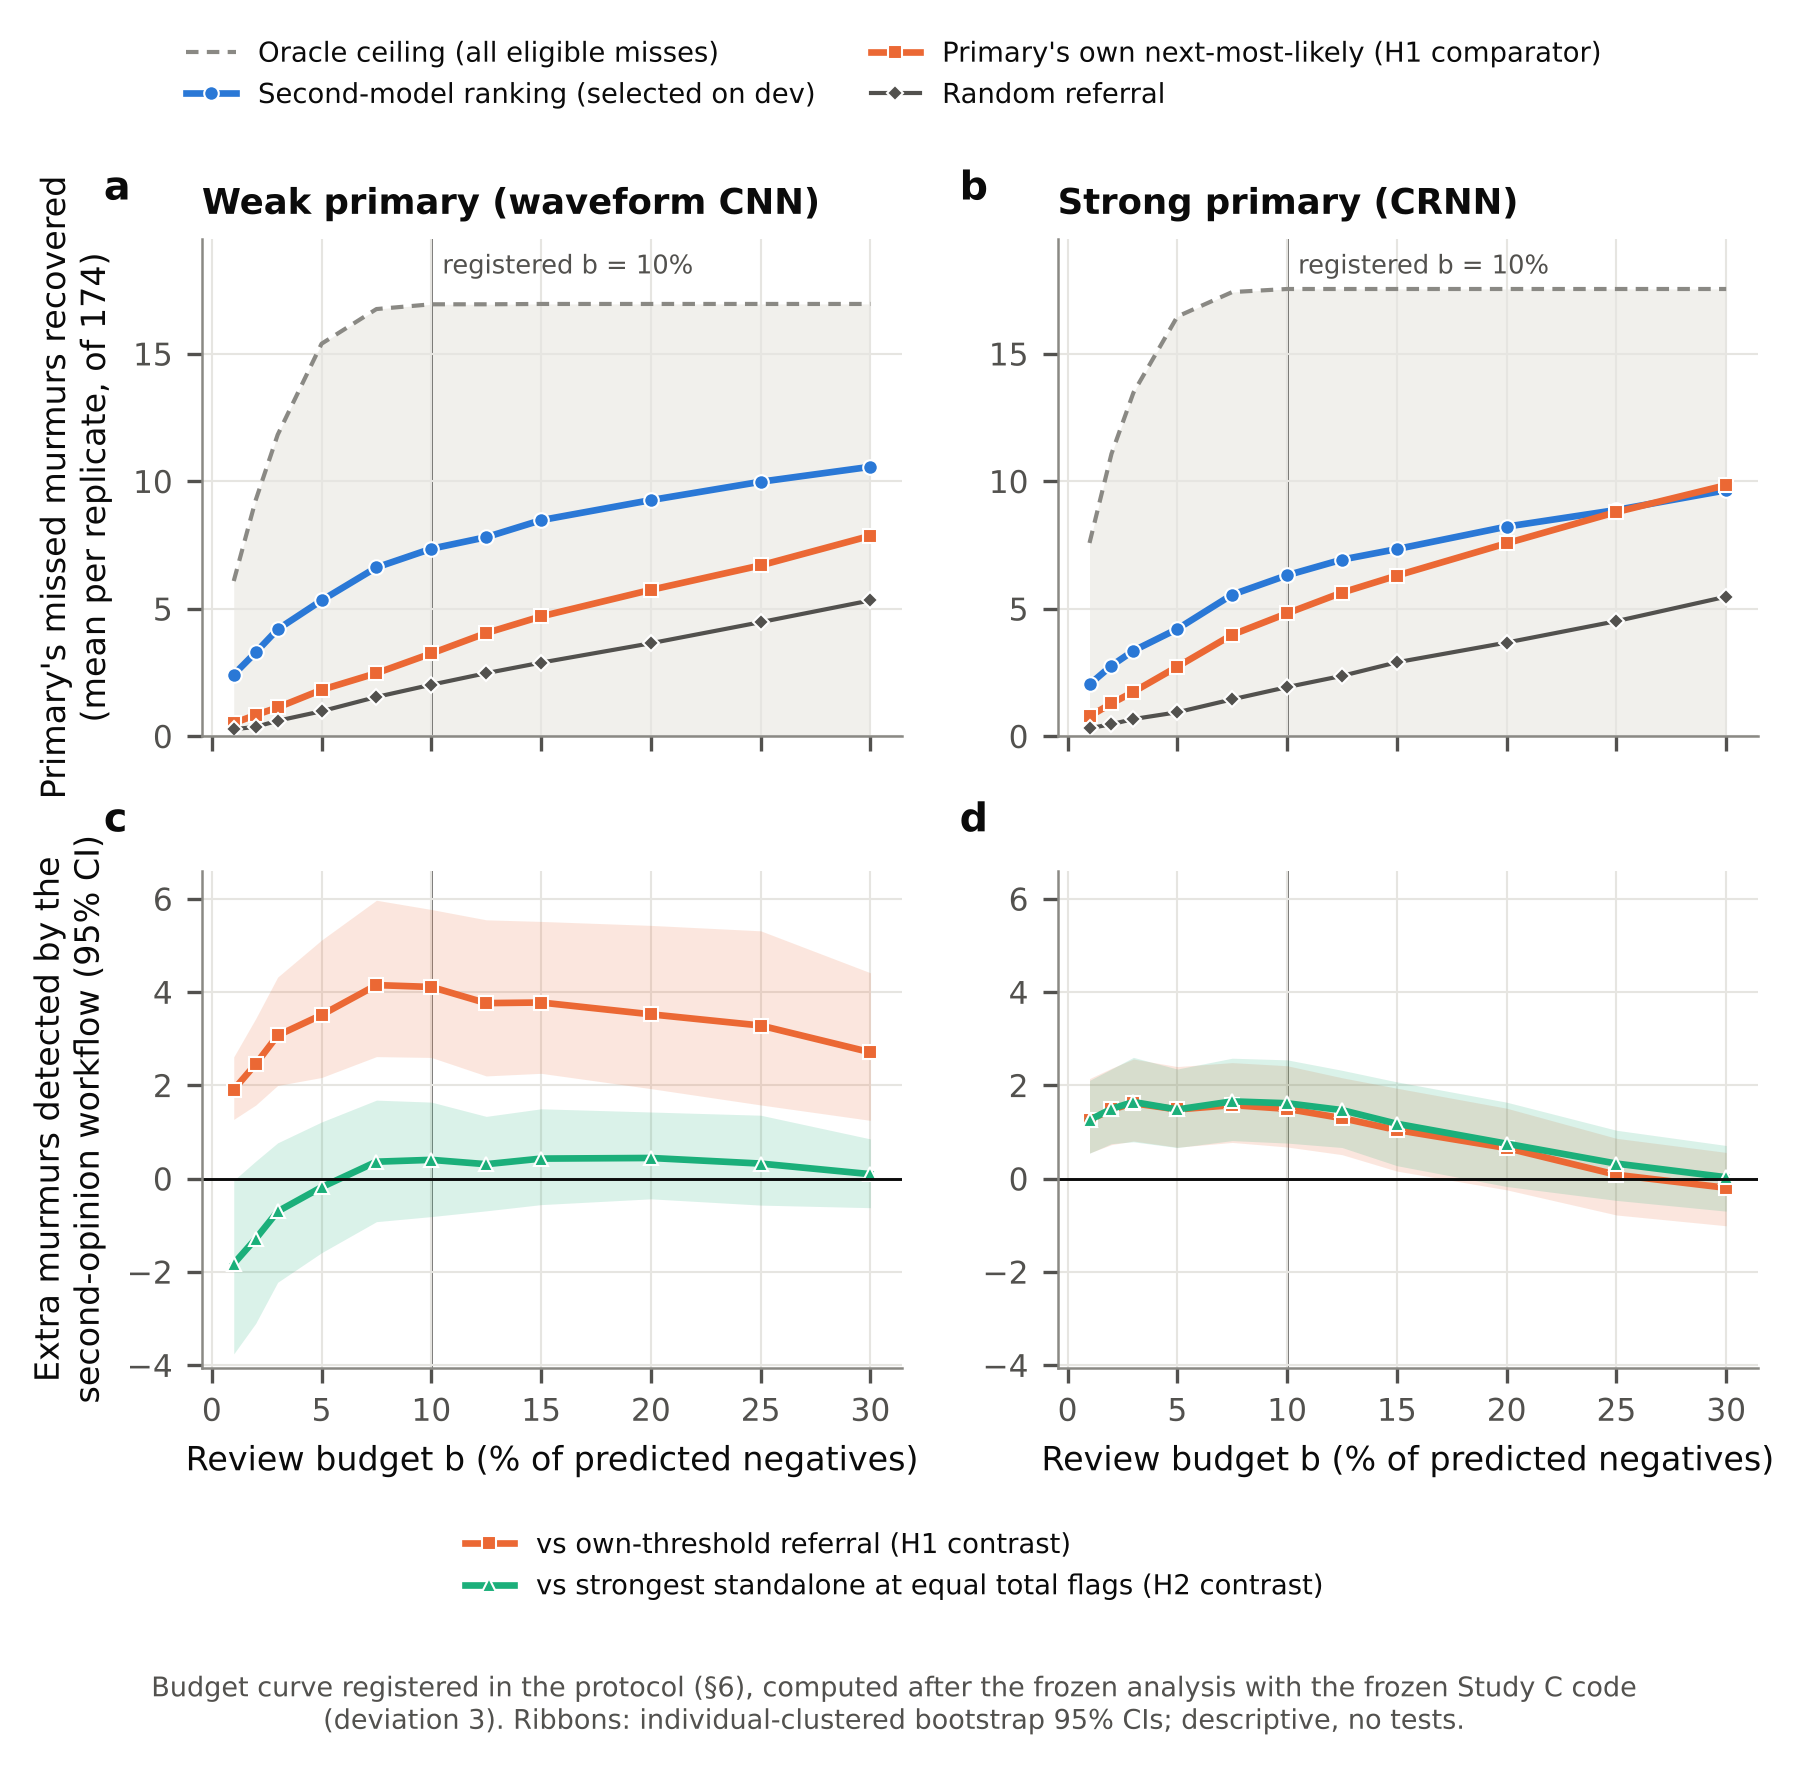 Oracle ceiling (all eligible misses)
Second-model ranking (selected on dev)
Primary's own next-most-likely (H1 comparator)
Random referral
a
Weak primary (waveform CNN)
b
Strong primary (CRNN)
Primary's missed murmurs recovered
(mean per replicate, of 174)
registered b = 10%
15
10
5
0
registered b = 10%
15
10
5
0
c
d
Extra murmurs detected by the
second-opinion workflow (95% CI)
6
4
2
0
−2
−4
0 5 10 15 20 25 30
Review budget b (% of predicted negatives)
6
4
2
0
−2
−4
0 5 10 15 20 25 30
Review budget b (% of predicted negatives)
vs own-threshold referral (H1 contrast)
vs strongest standalone at equal total flags (H2 contrast)
Budget curve registered in the protocol (§6), computed after the frozen analysis with the frozen Study C code
(deviation 3). Ribbons: individual-clustered bootstrap 95% CIs; descriptive, no tests.